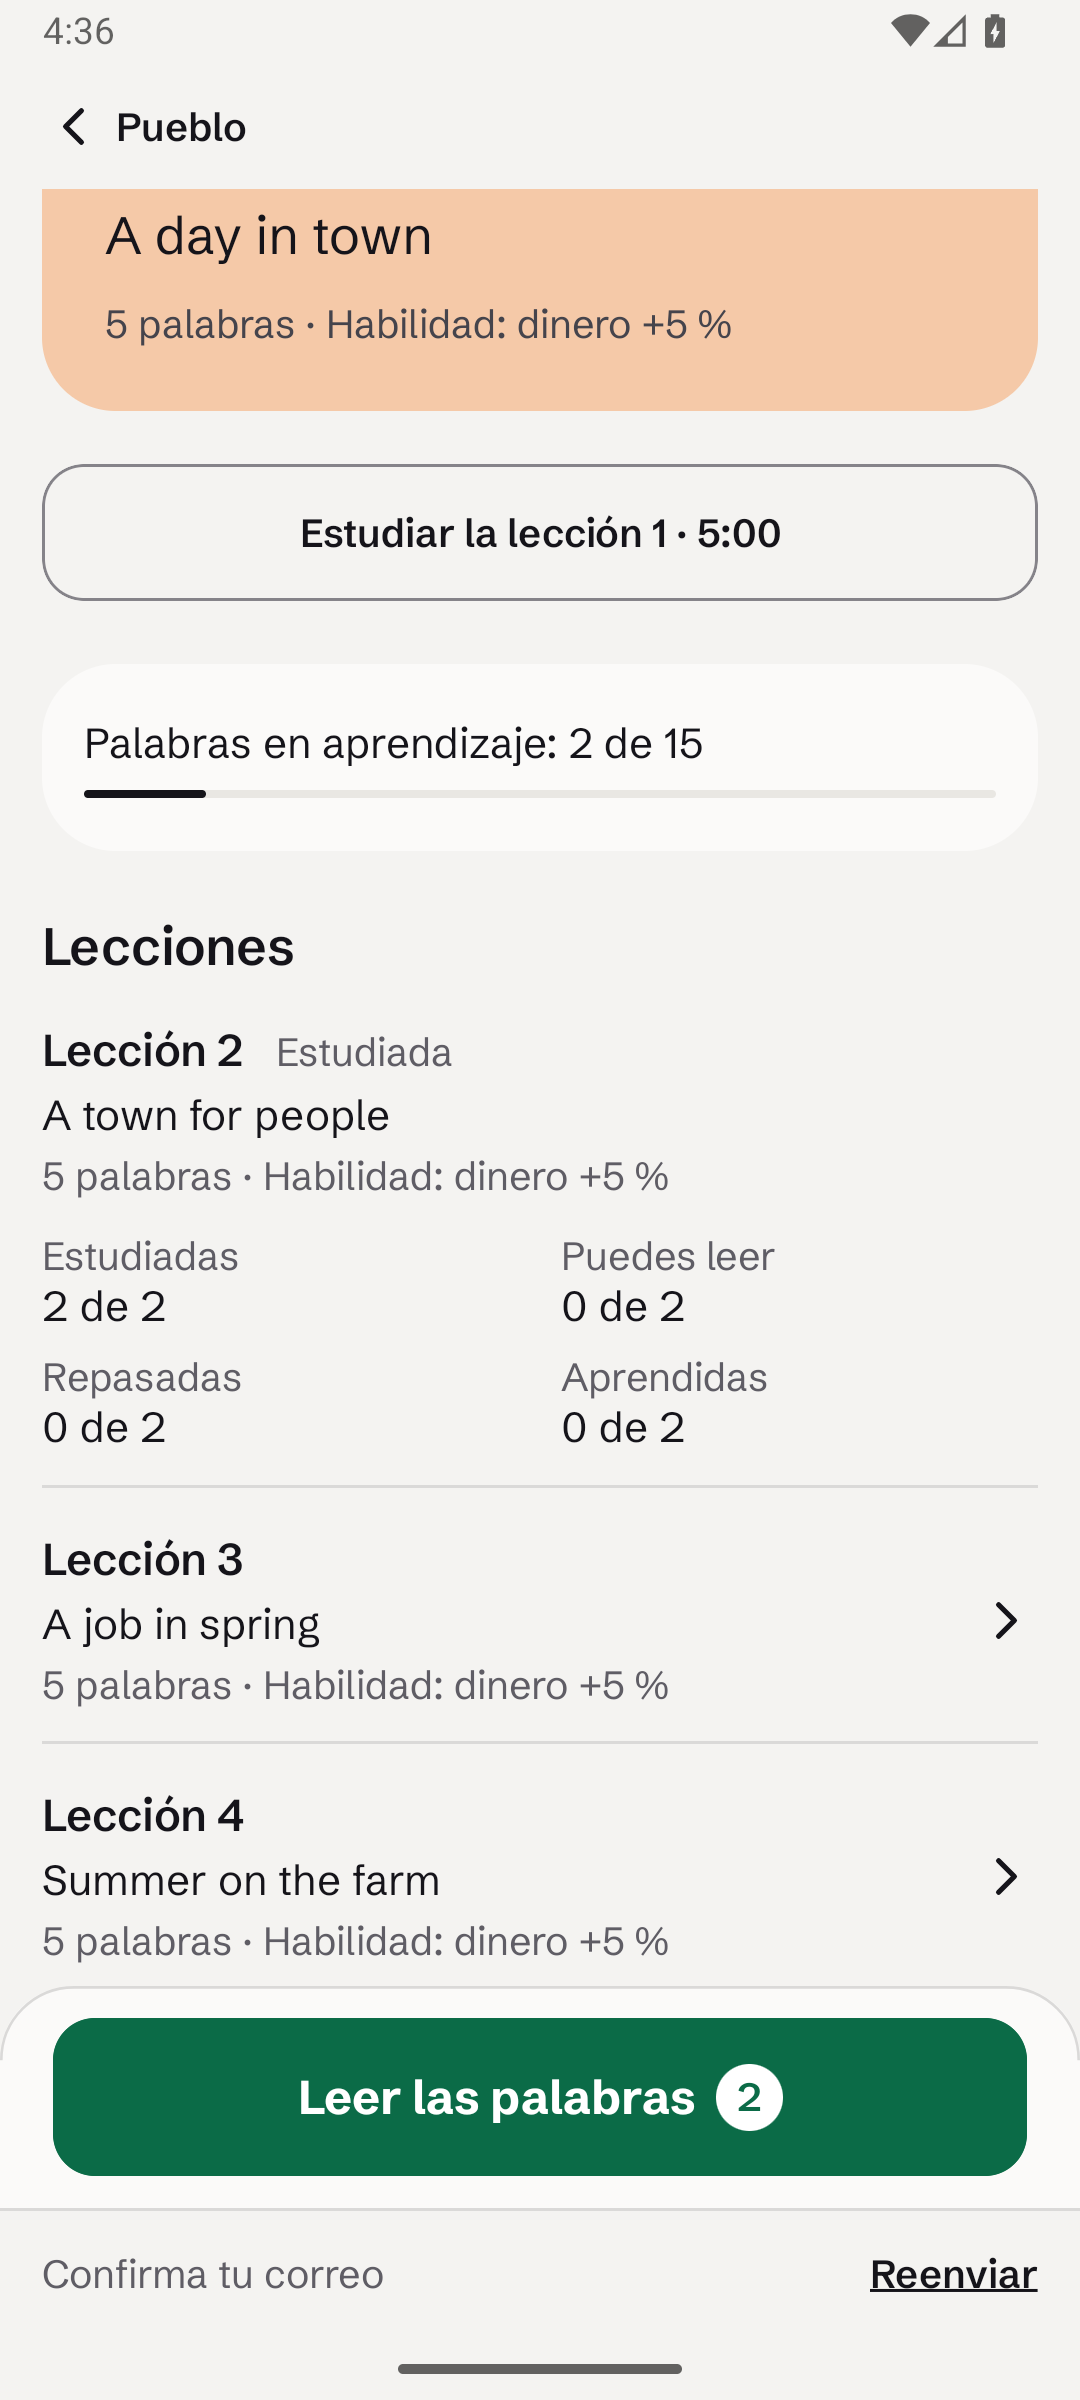 4:36
Pueblo
A day in town
5 palabras · Habilidad: dinero +5 %
Estudiar la lección 1 · 5:00
Palabras en aprendizaje: 2 de 15
Lecciones
Lección 2 Estudiada
A town for people
5 palabras · Habilidad: dinero +5 %
Estudiadas Puedes leer
2 de 2 0 de 2
Repasadas Aprendidas
0 de 2 0 de 2
Lección 3
A job in spring
5 palabras · Habilidad: dinero +5 %
Lección 4
Summer on the farm
5 palabras · Habilidad: dinero +5 %
Leer las palabras 2
Confirma tu correo Reenviar